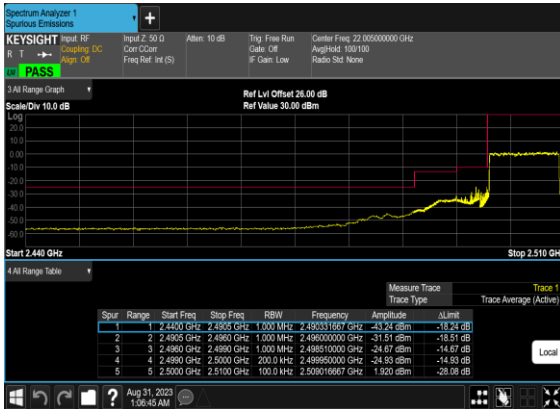 Spectrum Analyzer 1
Spurious Emissions
+
KEYSIGHT Input: RF Input Z: 50 Ω Atten: 10 dB Trig: Free Run Center Freq: 22.005000000 GHz
R T Coupling: DC Corr CCorr Gate: Off Avg|Hold: 100/100
Align: Off Freq Ref: Int (S) IF Gain: Low Radio Std: None
PASS
3 All Range Graph
Ref Lvl Offset 26.00 dB
Scale/Div 10.0 dB Ref Value 30.00 dBm
Log
20.0
10.0
0.00
-10.0
-20.0
-30.0
-40.0
-50.0
-60.0
Start 2.440 GHz Stop 2.510 GH
4 All Range Table
Measure Trace Trace 1
Trace Type Trace Average (Active)
Spur Range Start Freq Stop Freq RBW Frequency Amplitude ΔLimit
1 1 2.4400 GHz 2.4905 GHz 1.000 MHz 2.490331667 GHz -43.24 dBm -18.24 dB
2 2 2.4905 GHz 2.4960 GHz 1.000 MHz 2.496000000 GHz -31.51 dBm -18.51 dB
3 3 2.4960 GHz 2.4990 GHz 1.000 MHz 2.498510000 GHz -24.67 dBm -14.67 dB
4 4 2.4990 GHz 2.5000 GHz 200.0 kHz 2.499950000 GHz -24.93 dBm -14.93 dB
5 5 2.5000 GHz 2.5100 GHz 100.0 kHz 2.509016667 GHz 1.920 dBm -28.08 dB
Local
?
Aug 31, 2023
1:06:45 AM